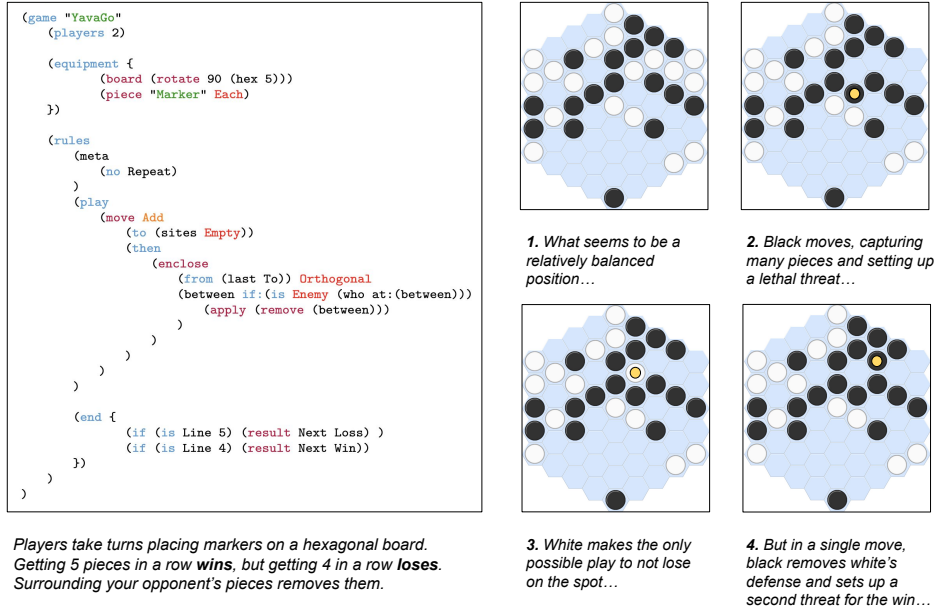 (game "YavaGo"
(players 2)
(equipment {
(board (rotate 90 (hex 5)))
(piece "Marker" Each)
})
(rules
(meta
(no Repeat)
)
(play
(move Add
(to (sites Empty))
(then
(enclose
(from (last To)) Orthogonal
(between if:(is Enemy (who at:(between)))
(apply (remove (between)))
)
)
)
)
)
(end {
(if (is Line 5) (result Next Loss) )
(if (is Line 4) (result Next Win))
})
)
)
Players take turns placing markers on a hexagonal board.
Getting 5 pieces in a row wins, but getting 4 in a row loses.
Surrounding your opponent's pieces removes them.
1. What seems to be a
relatively balanced
position…
2. Black moves, capturing
many pieces and setting up
a lethal threat…
3. White makes the only
possible play to not lose
on the spot…
4. But in a single move,
black removes white's
defense and sets up a
second threat for the win…